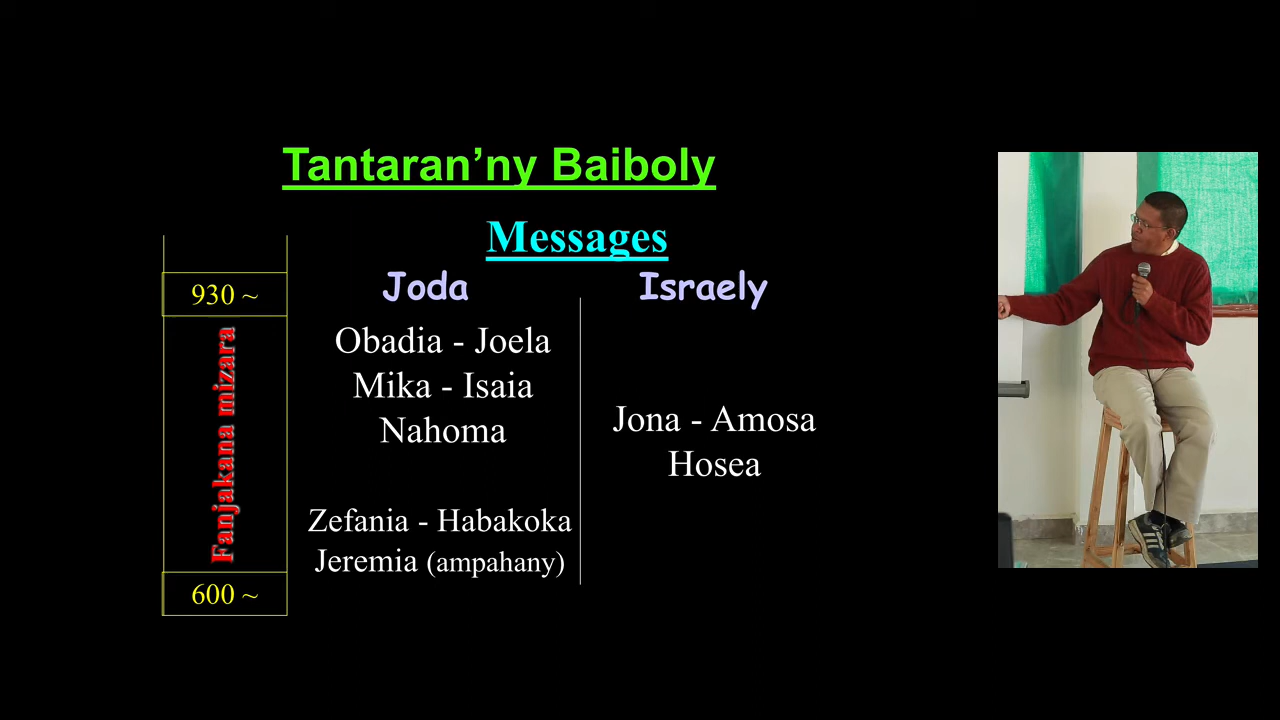 Tantaran’ny Baiboly
Messages
Joda
Israely
930 ~
Fanjakana mizara
600 ~
Obadia - Joela
Mika - Isaia
Nahoma
Zefania - Habakoka
Jeremia (ampahany)
Jona - Amosa
Hosea